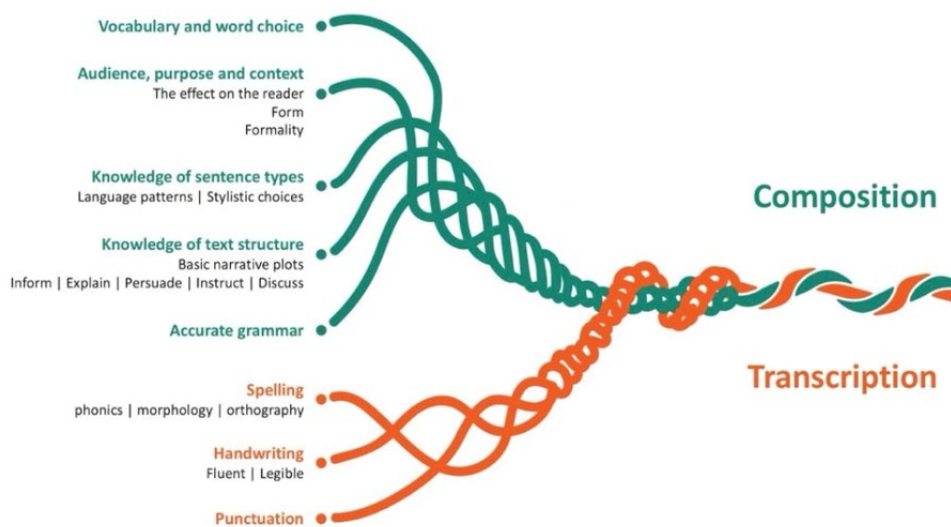 Vocabulary and word choice
Audience, purpose and context
The effect on the reader
Form
Formality
Knowledge of sentence types
Language patterns | Stylistic choices
Knowledge of text structure
Basic narrative plots
Inform | Explain | Persuade | Instruct | Discuss
Accurate grammar
Composition
Spelling
phonics | morphology | orthography
Handwriting
Fluent | Legible
Punctuation
Transcription